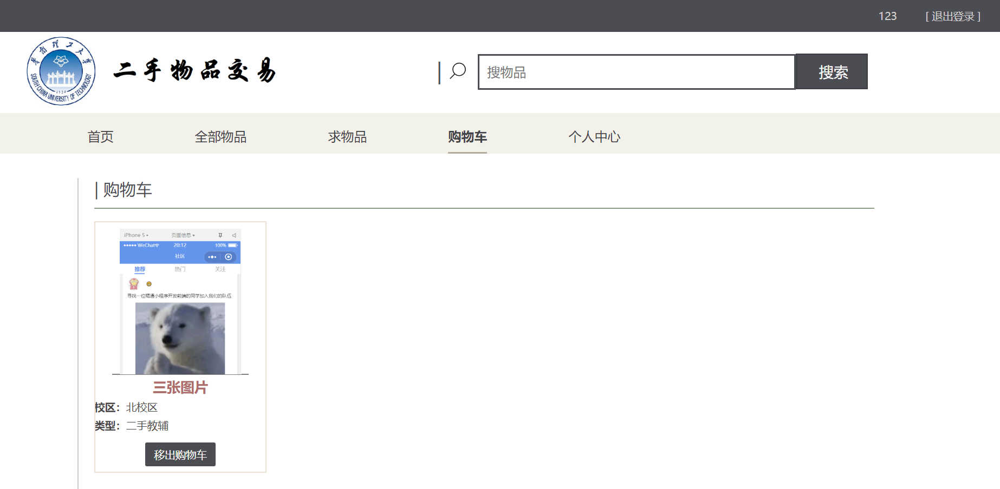 123 [ 退出登录 ]
华南理工大学
SOUTH CHINA UNIVERSITY OF TECHNOLOGY
1934
二手物品交易
搜物品 搜索
首页 全部物品 求物品 购物车 个人中心
| 购物车
iPhone 5 页面信息
WeChat 20:12 100%
社区
推荐 热门 关注
寻找一位精通小程序开发前端的同学加入我们的队伍
三张图片
校区：北校区
类型：二手教辅
移出购物车